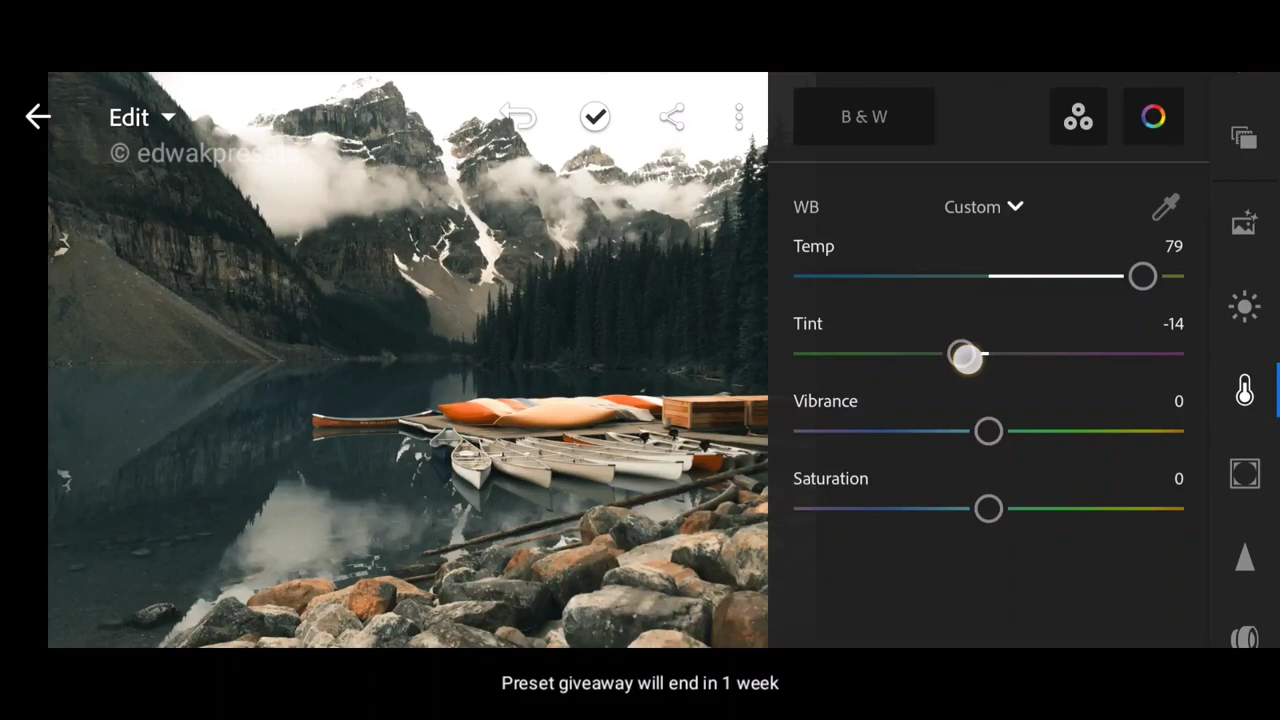 Edit
© edwakpresets
B & W
WB Custom
Temp 79
Tint -14
Vibrance 0
Saturation 0
Preset giveaway will end in 1 week